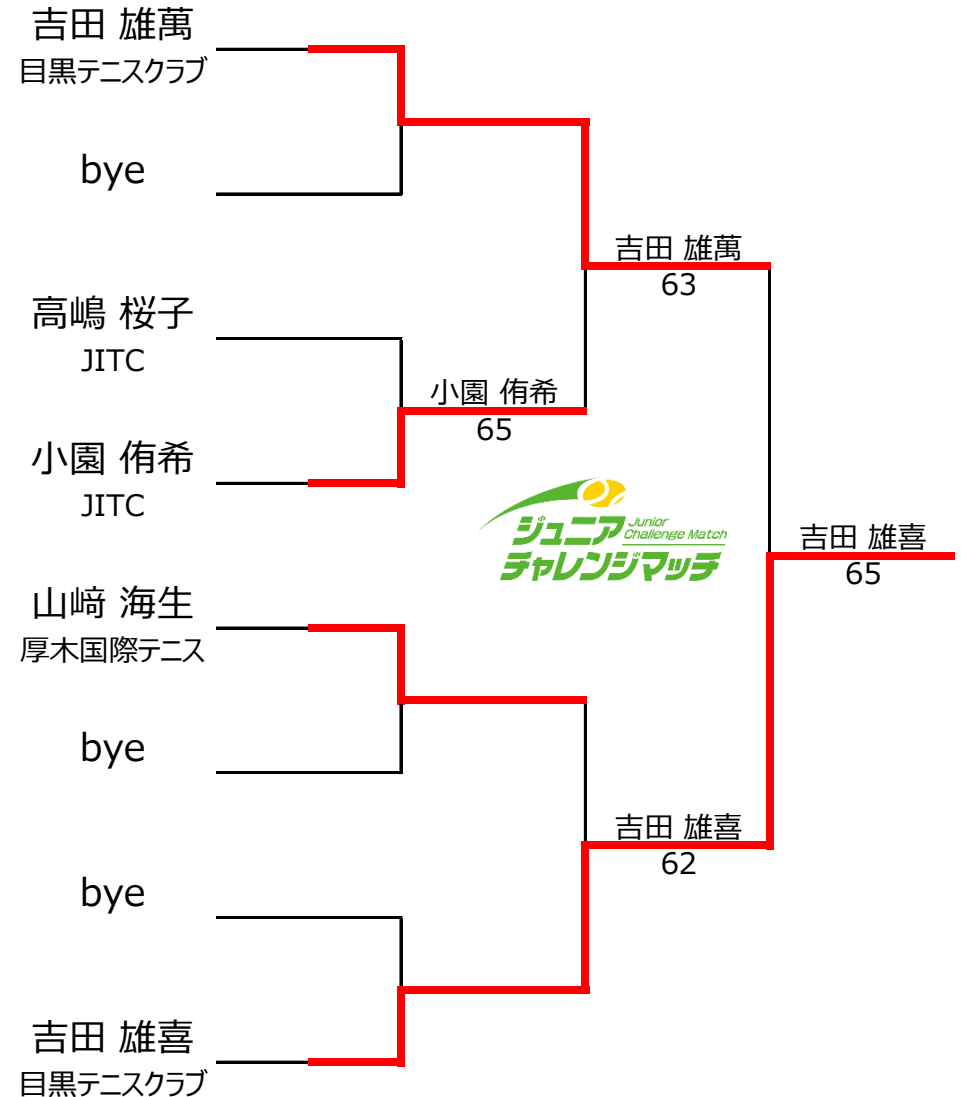 吉田 雄萬
目黒テニスクラブ
bye
吉田 雄萬
63
高嶋 桜子
JITC
小園 侑希
65
小園 侑希
JITC
ジュニア
Junior
Challenge Match
チャレンジマッチ
吉田 雄喜
65
山﨑 海生
厚木国際テニス
bye
吉田 雄喜
62
bye
吉田 雄喜
目黒テニスクラブ